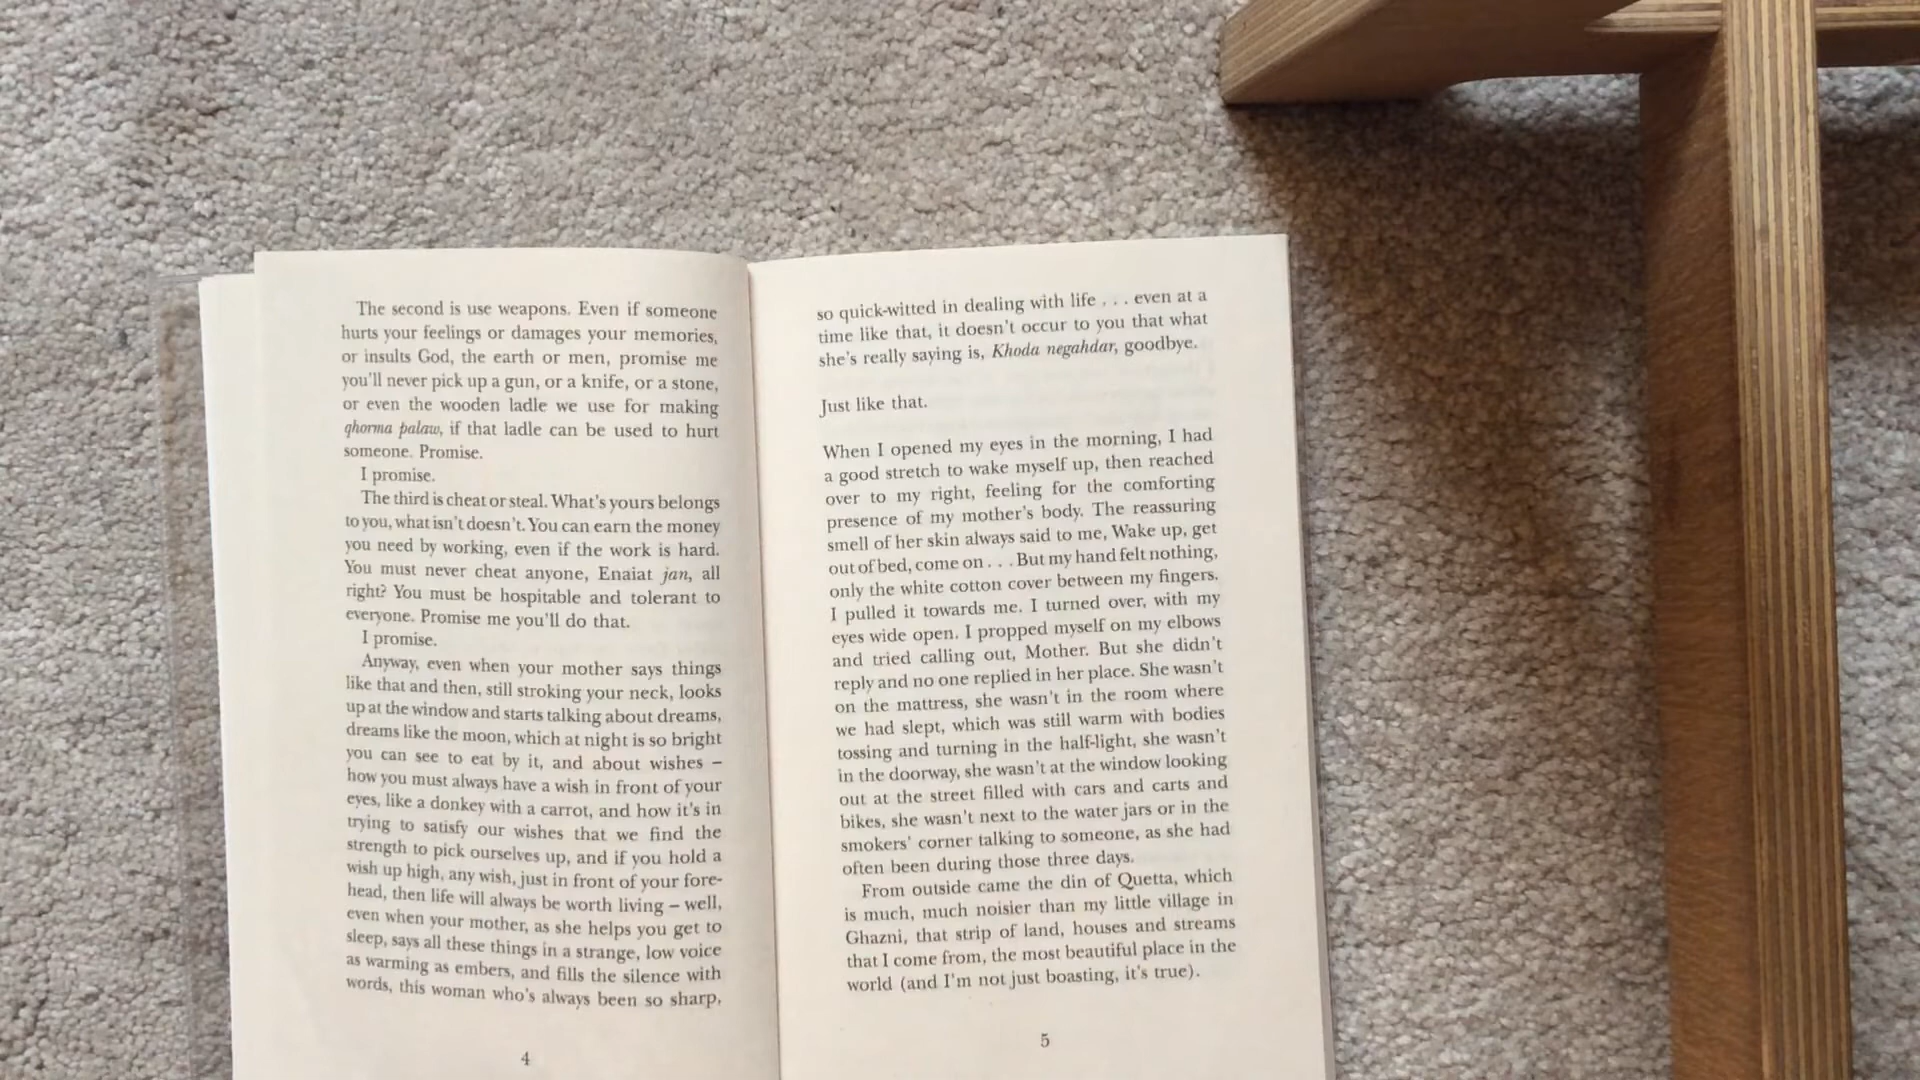 The second is use weapons. Even if someone
hurts your feelings or damages your memories,
or insults God, the earth or men, promise me
you'll never pick up a gun, or a knife, or a stone,
or even the wooden ladle we use for making
qhorma palaw, if that ladle can be used to hurt
someone. Promise.
I promise.
The third is cheat or steal. What's yours belongs
to you, what isn't doesn't. You can earn the money
you need by working, even if the work is hard.
You must never cheat anyone, Enaiat jan, all
right? You must be hospitable and tolerant to
everyone. Promise me you'll do that.
I promise.
Anyway, even when your mother says things
like that and then, still stroking your neck, looks
up at the window and starts talking about dreams,
dreams like the moon, which at night is so bright
you can see to eat by it, and about wishes –
how you must always have a wish in front of your
eyes, like a donkey with a carrot, and how it's in
trying to satisfy our wishes that we find the
strength to pick ourselves up, and if you hold a
wish up high, any wish, just in front of your fore-
head, then life will always be worth living – well,
even when your mother, as she helps you get to
sleep, says all these things in a strange, low voice
as warming as embers, and fills the silence with
words, this woman who's always been so sharp,
4
so quick-witted in dealing with life . . . even at a
time like that, it doesn't occur to you that what
she's really saying is, Khoda negahdar, goodbye.
Just like that.
When I opened my eyes in the morning, I had
a good stretch to wake myself up, then reached
over to my right, feeling for the comforting
presence of my mother's body. The reassuring
smell of her skin always said to me, Wake up, get
out of bed, come on . . . But my hand felt nothing,
only the white cotton cover between my fingers.
I pulled it towards me. I turned over, with my
eyes wide open. I propped myself on my elbows
and tried calling out, Mother. But she didn't
reply and no one replied in her place. She wasn't
on the mattress, she wasn't in the room where
we had slept, which was still warm with bodies
tossing and turning in the half-light, she wasn't
in the doorway, she wasn't at the window looking
out at the street filled with cars and carts and
bikes, she wasn't next to the water jars or in the
smokers' corner talking to someone, as she had
often been during those three days.
From outside came the din of Quetta, which
is much, much noisier than my little village in
Ghazni, that strip of land, houses and streams
that I come from, the most beautiful place in the
world (and I'm not just boasting, it's true).
5